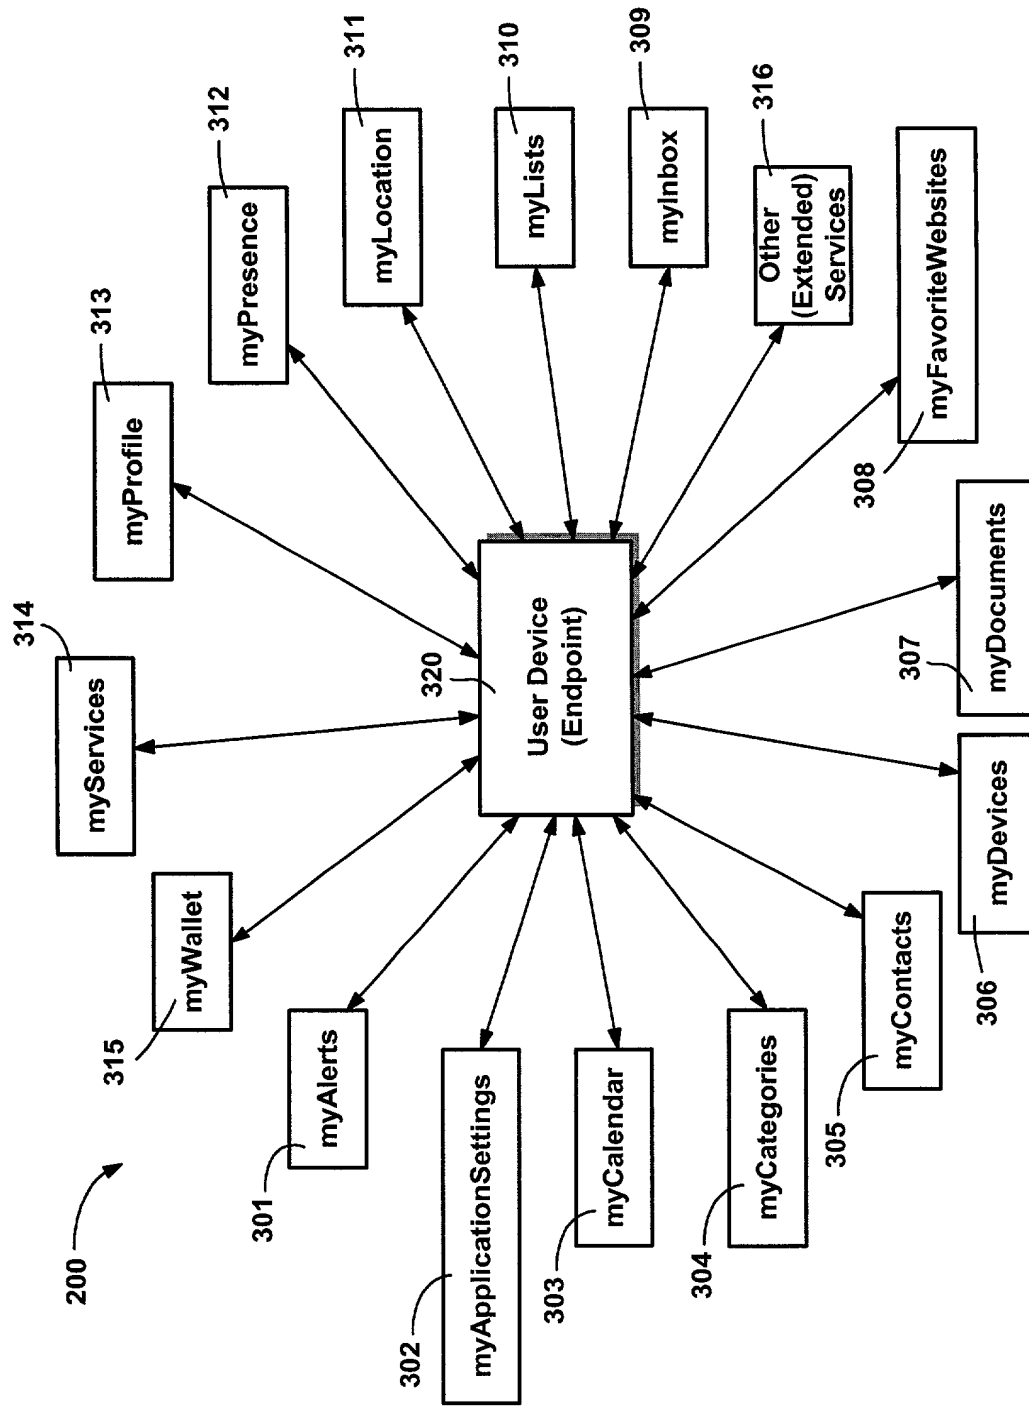 200
314
myServices
313
myProfile
315
myWallet
312
myPresence
301
myAlerts
311
myLocation
302
myApplicationSettings
320
User Device
(Endpoint)
310
myLists
303
myCalendar
309
myInbox
304
myCategories
316
Other
(Extended)
Services
305
myContacts
308
myFavoriteWebsites
306
myDevices
307
myDocuments